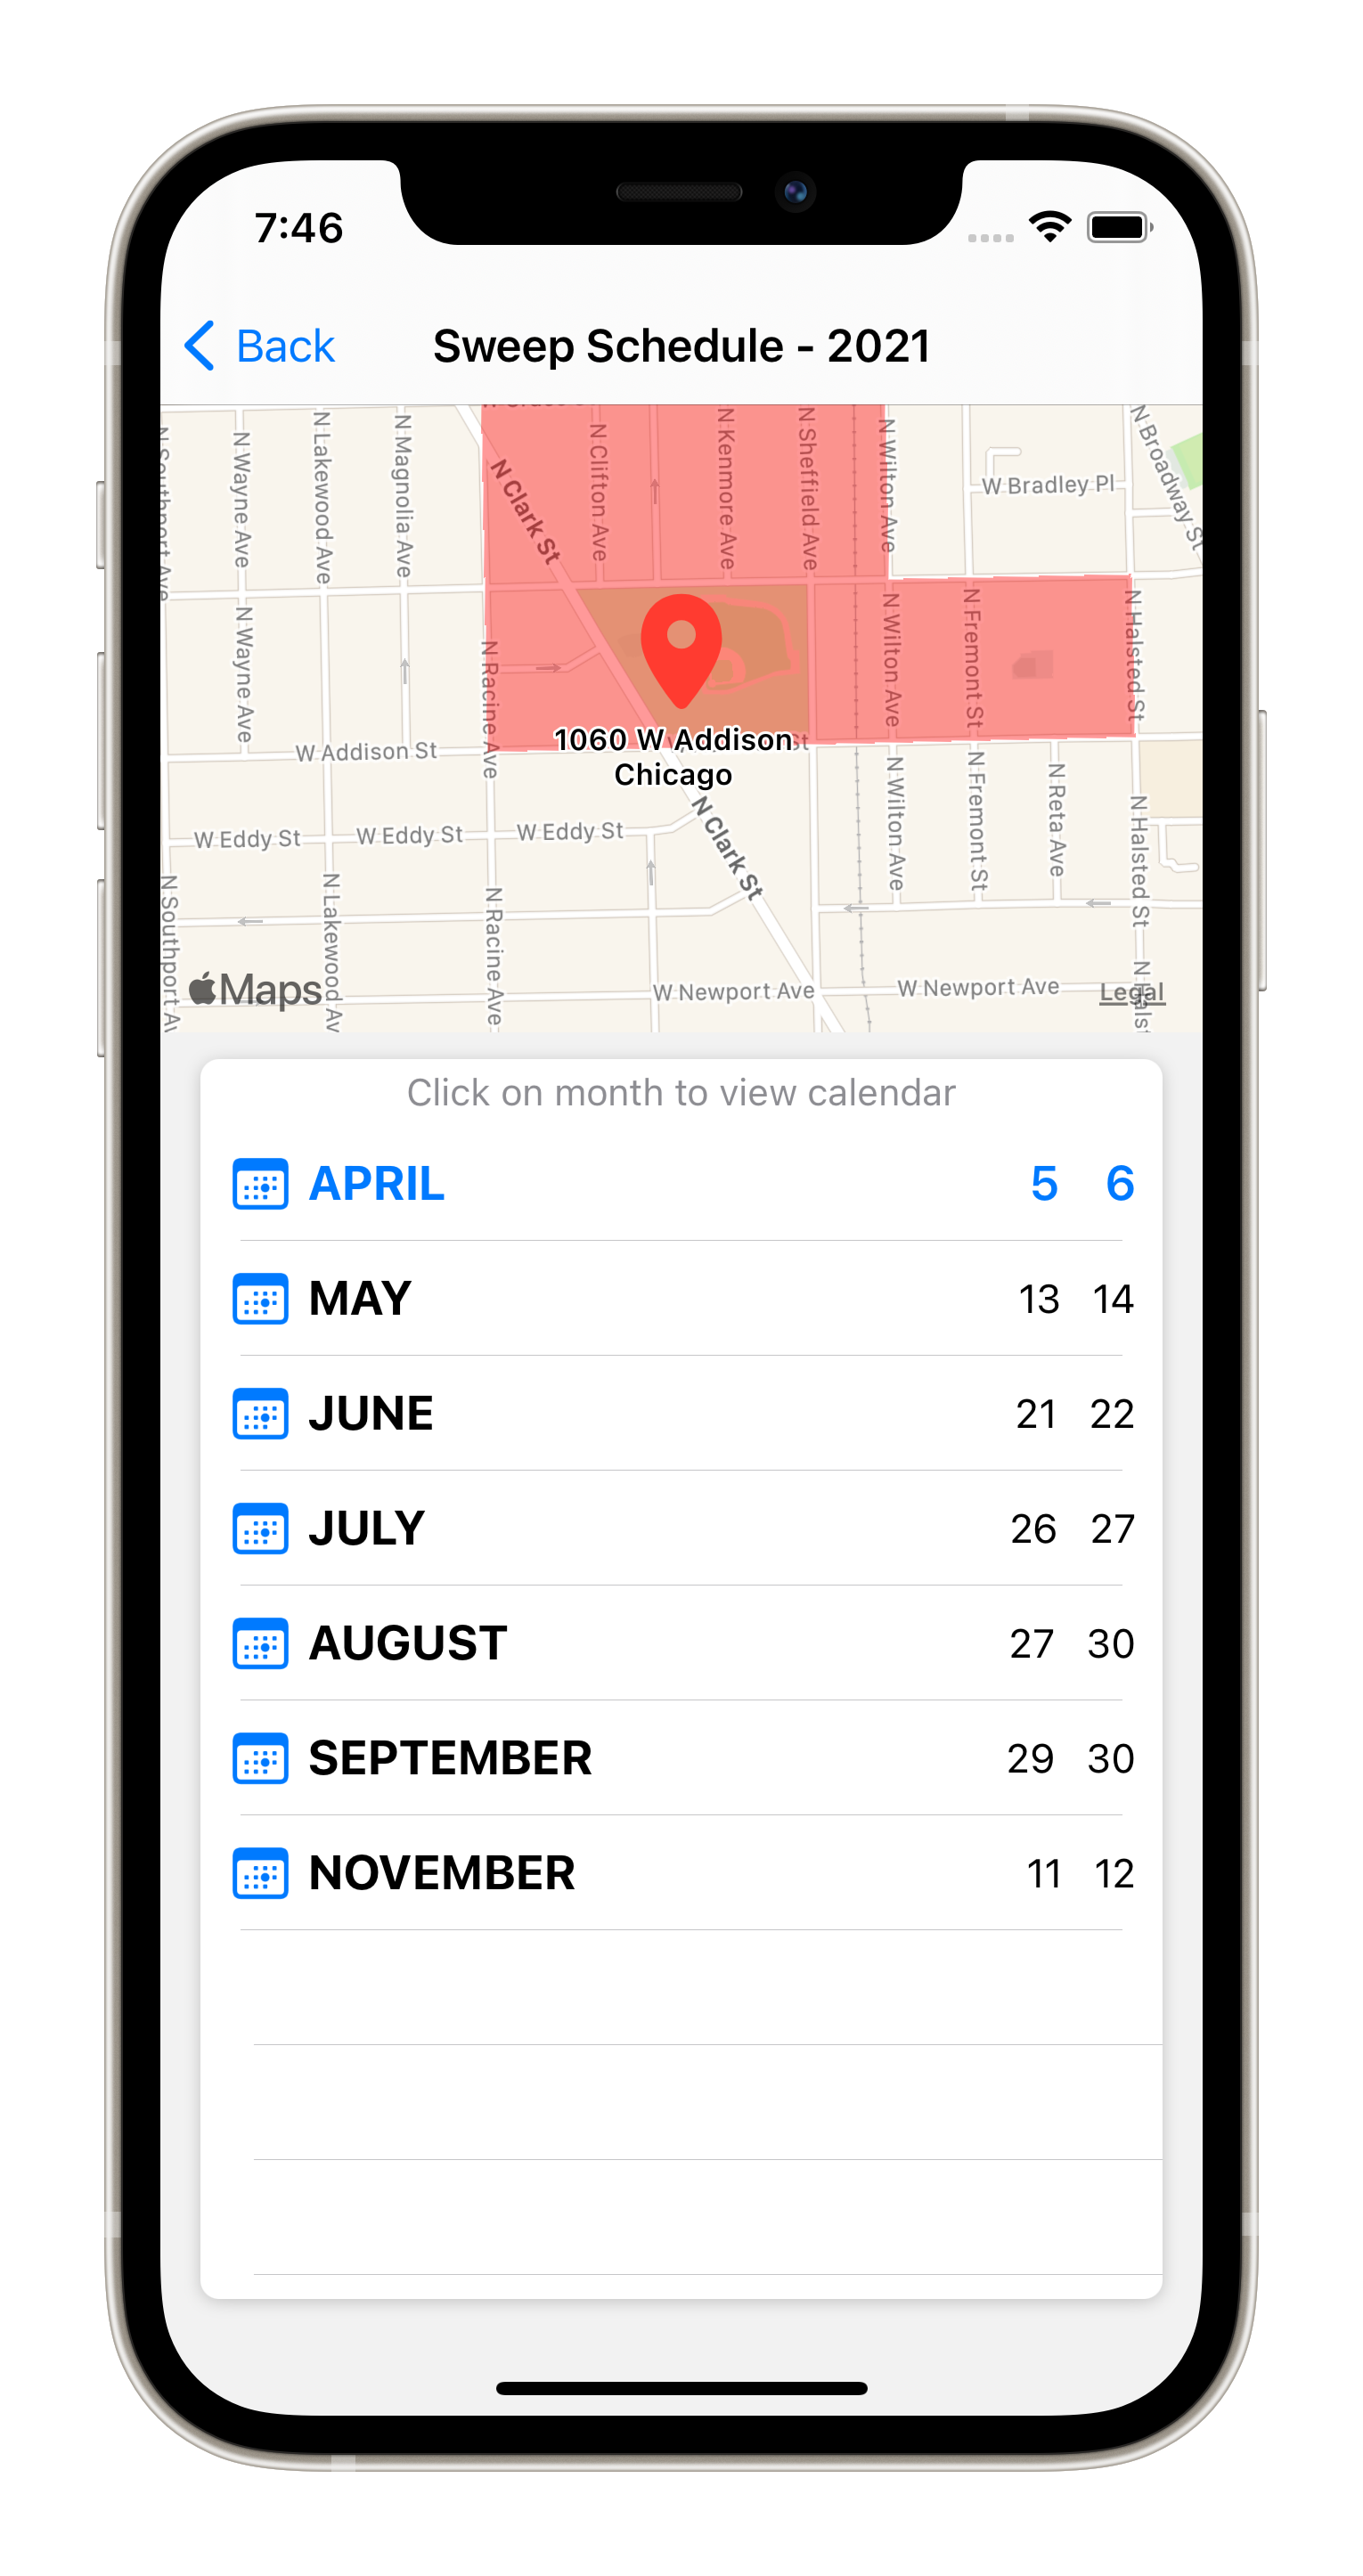 7:46
Back
Sweep Schedule - 2021
N Southport Ave
N Wayne Ave
N Lakewood Ave
N Magnolia Ave
N Clark St
N Clifton Ave
N Kenmore Ave
N Sheffield Ave
N Wilton Ave
W Bradley Pl
N Broadway St
N Wayne Ave
N Racine Ave
N Wilton Ave
N Fremont St
N Halsted St
W Addison St
1060 W Addison
Chicago
W Eddy St
W Eddy St
W Eddy St
N Clark St
N Wilton Ave
N Fremont St
N Reta Ave
N Halsted St
N Southport Av
N Lakewood Av
N Racine Ave
W Newport Ave
W Newport Ave
N Halst
Maps
Legal
Click on month to view calendar
APRIL 5 6
MAY 13 14
JUNE 21 22
JULY 26 27
AUGUST 27 30
SEPTEMBER 29 30
NOVEMBER 11 12